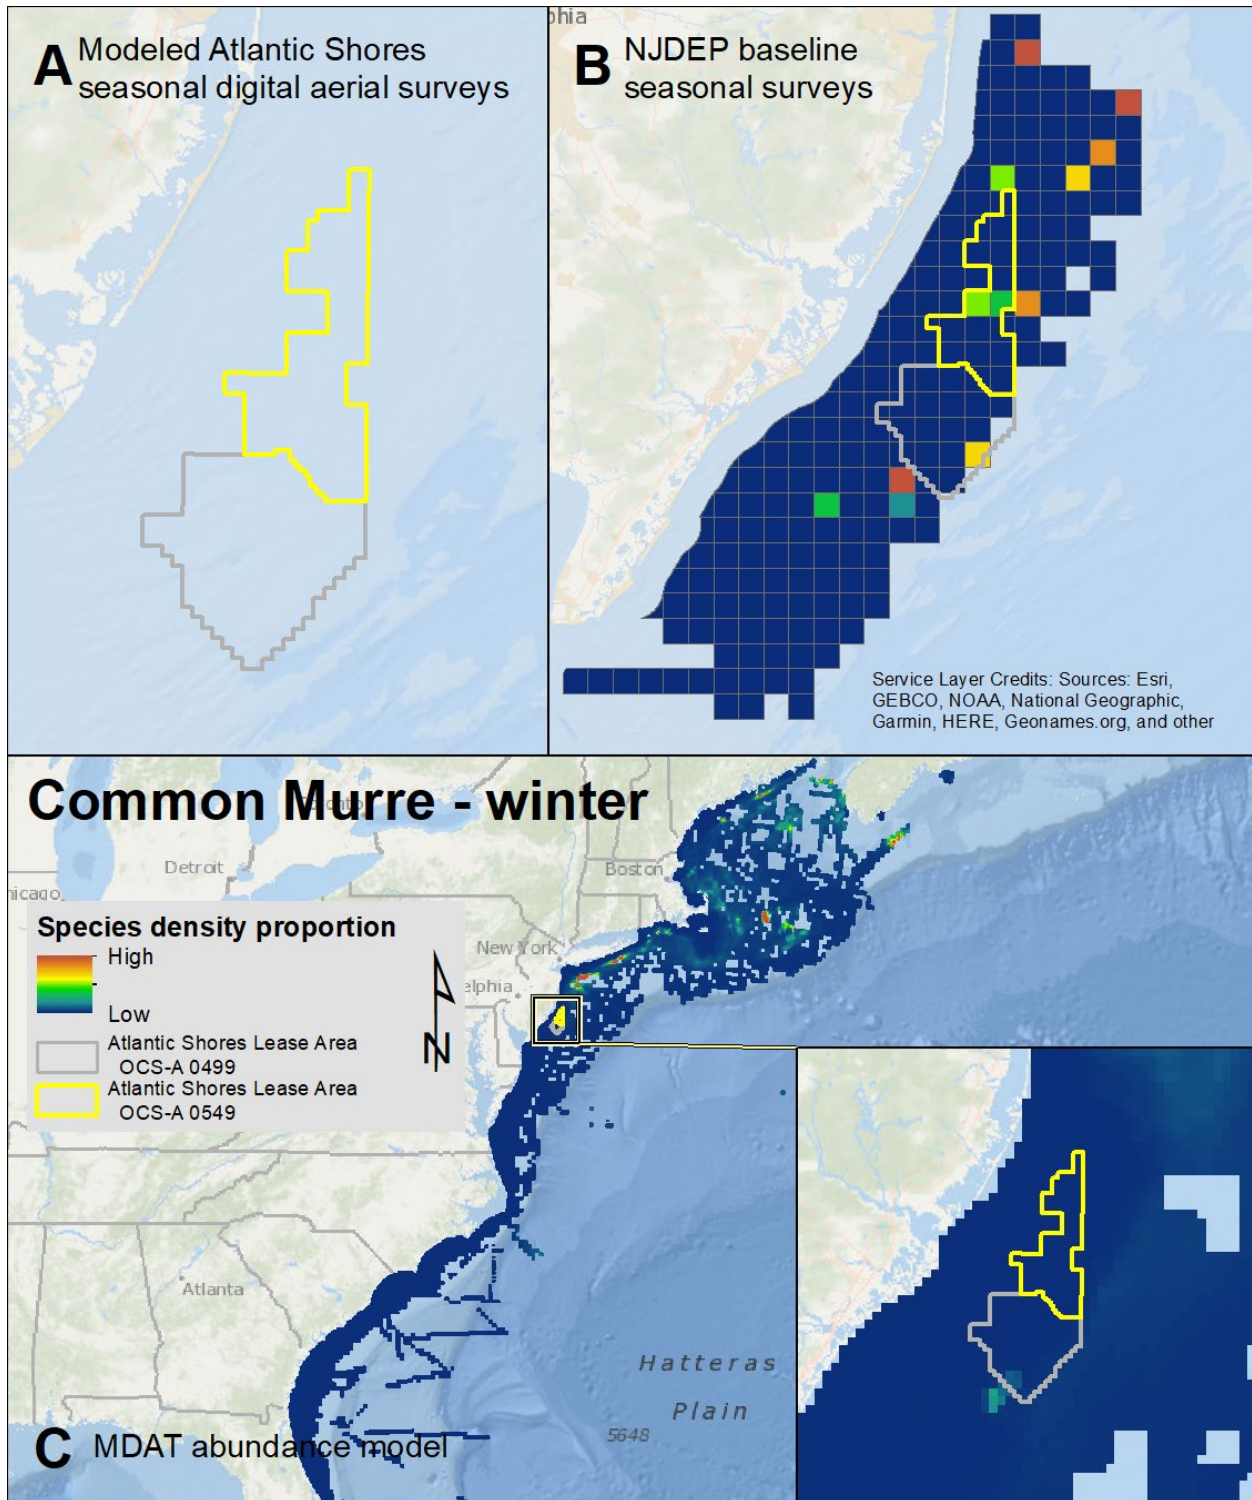 A Modeled Atlantic Shores
seasonal digital aerial surveys
phia
B NJDEP baseline
seasonal surveys
Service Layer Credits: Sources: Esri,
GEBCO, NOAA, National Geographic,
Garmin, HERE, Geonames.org, and other
Common Murre - winter
Detroit
Boston
hicago
Species density proportion
High
Low
New York
elphia
Atlantic Shores Lease Area
OCS-A 0499
Atlantic Shores Lease Area
OCS-A 0549
N
Atlanta
Hatteras
Plain
5648
C MDAT abundance model